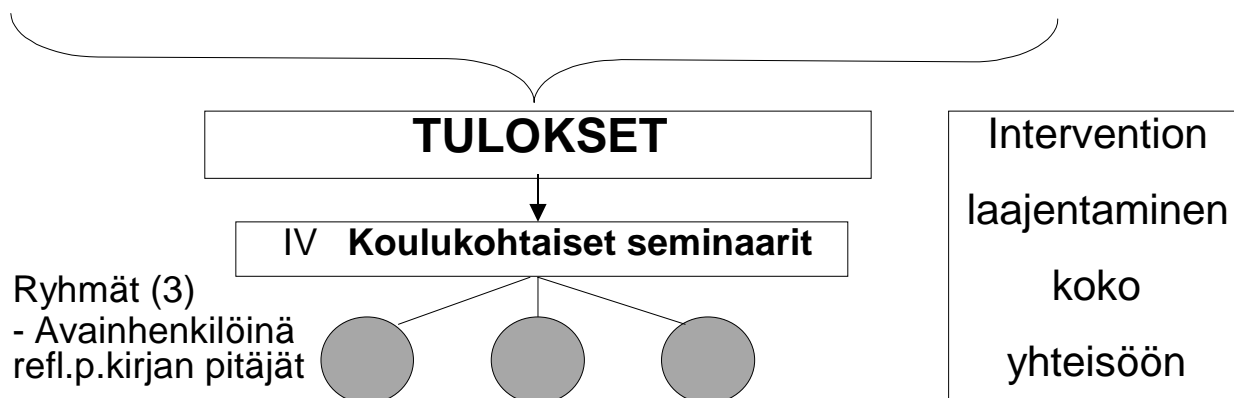 TULOKSET
IV Koulukohtaiset seminaarit
Ryhmät (3)
- Avainhenkilöinä
refl.p.kirjan pitäjät
Intervention
laajentaminen
koko
yhteisöön